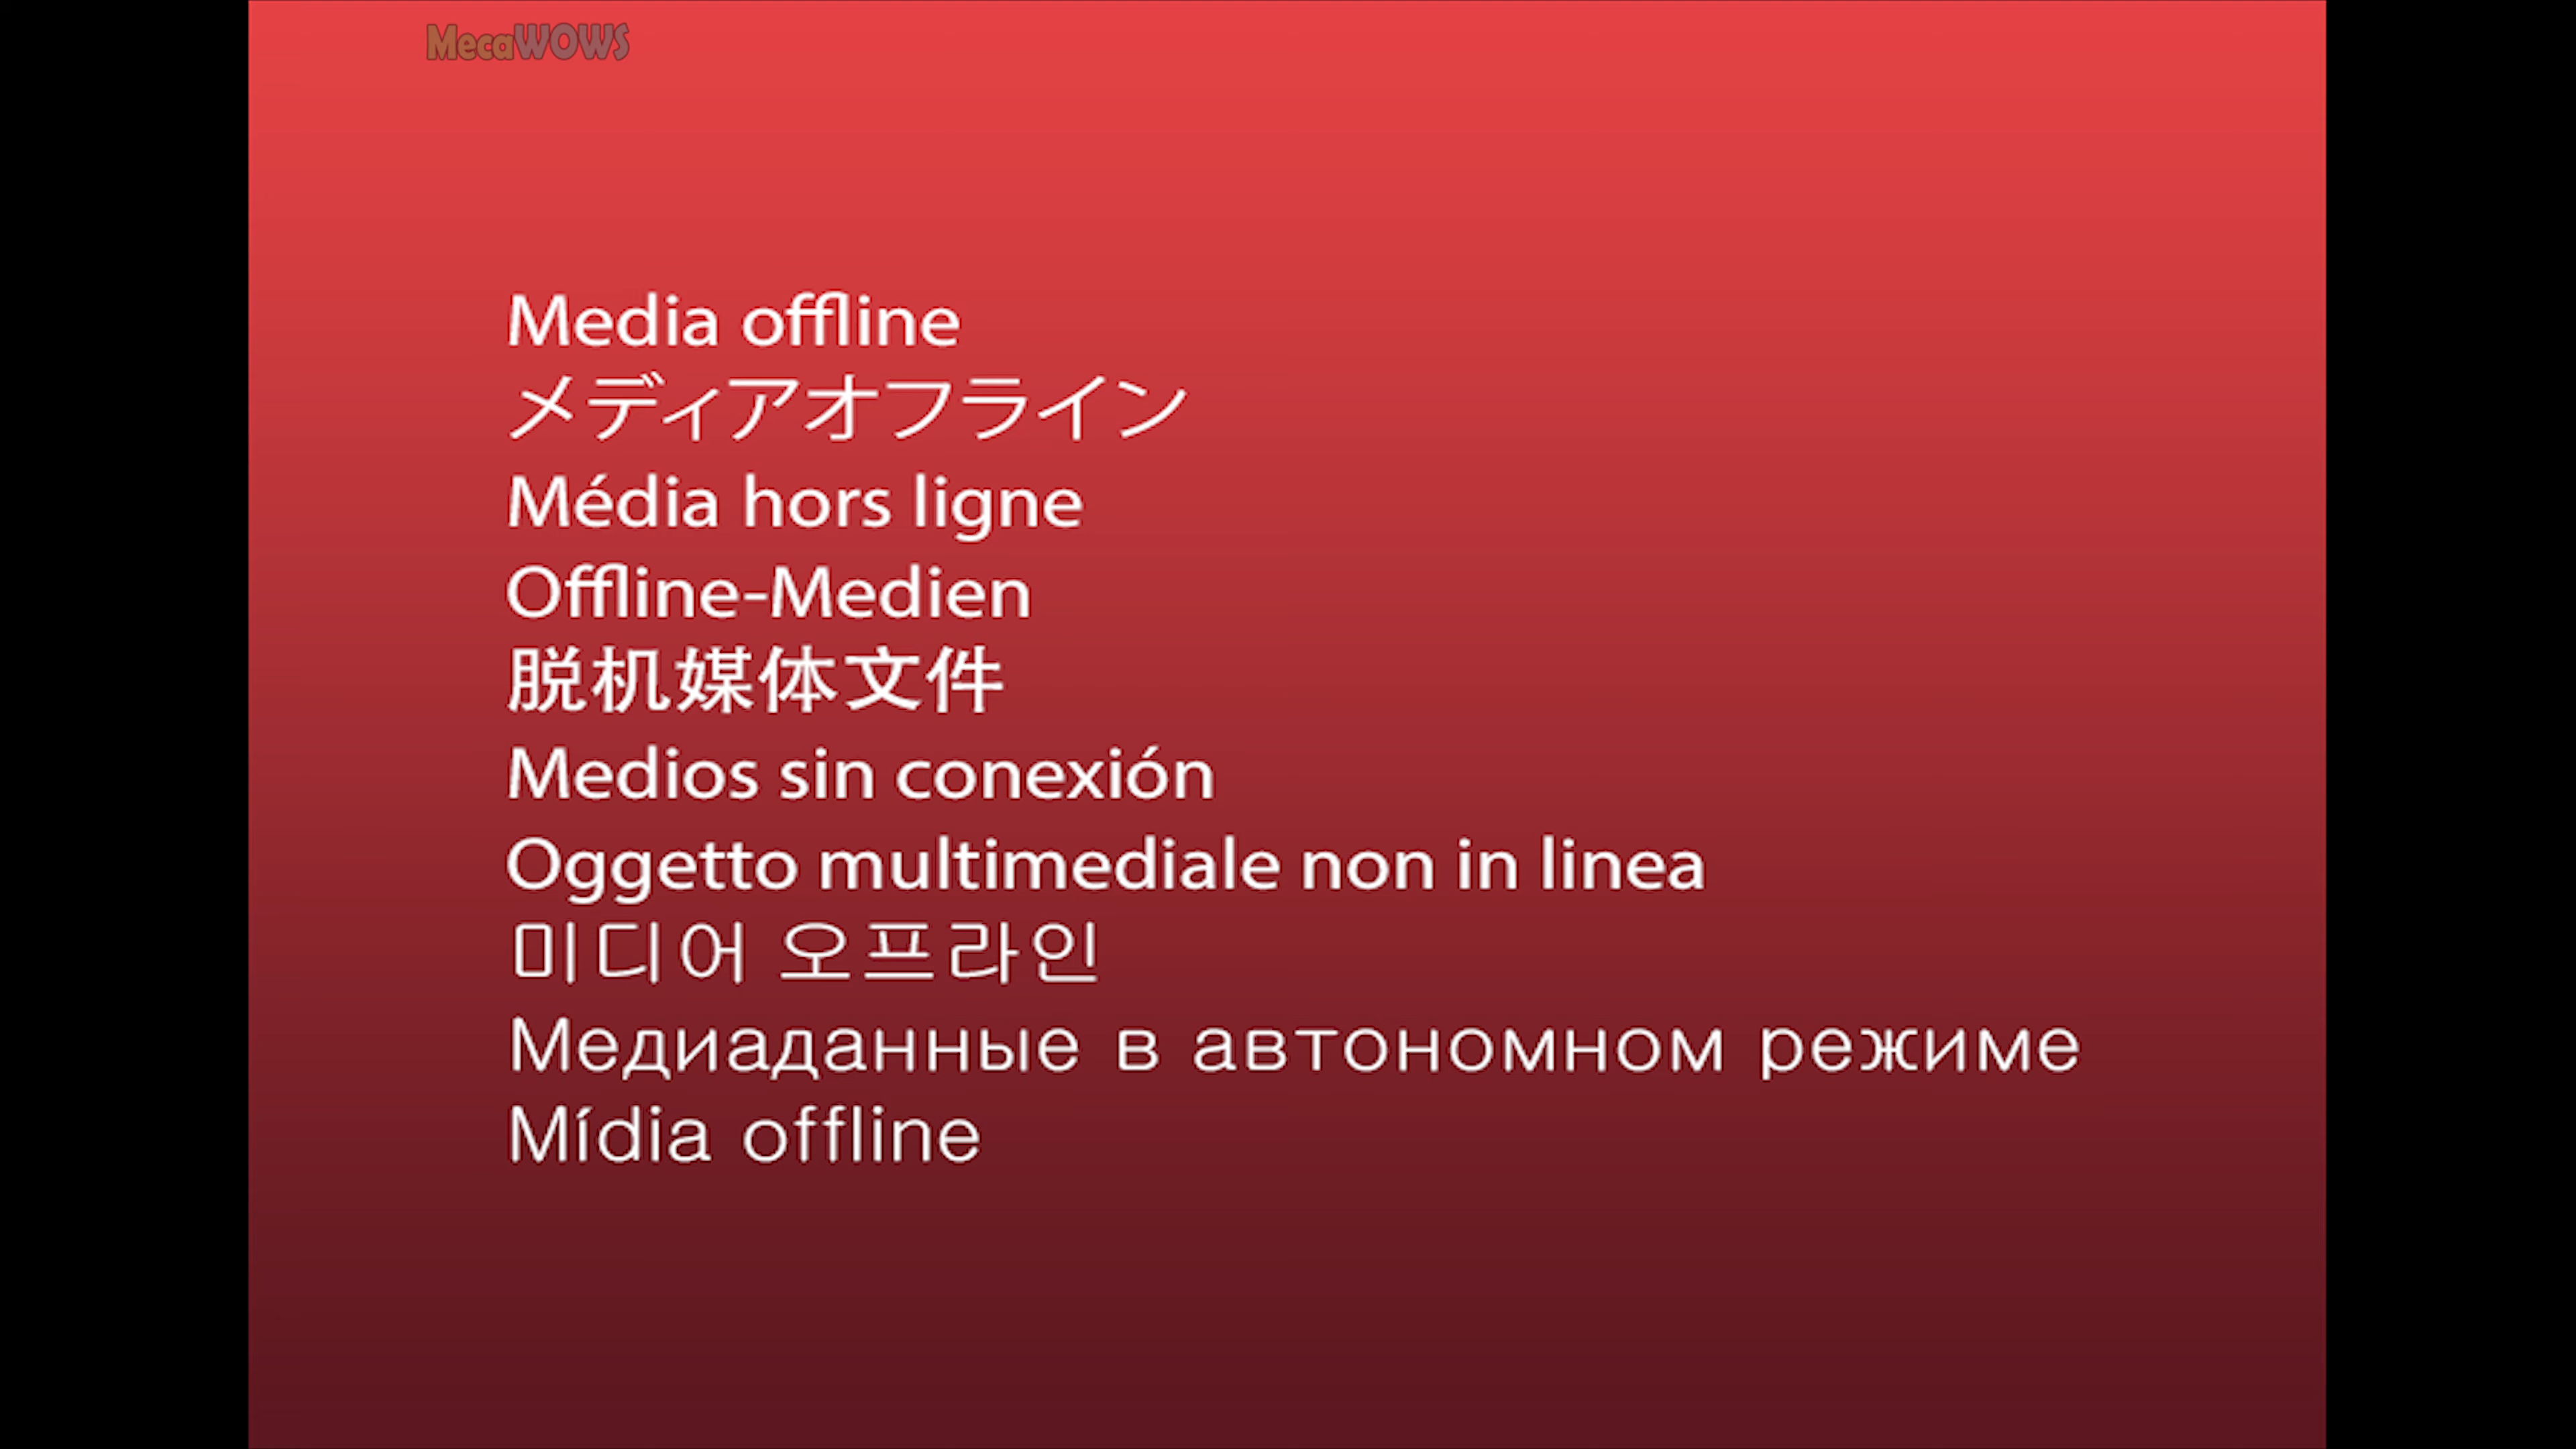 MecaWOWS
Media offline
メディアオフライン
Média hors ligne
Offline-Medien
脱机媒体文件
Medios sin conexión
Oggetto multimediale non in linea
미디어 오프라인
Медиаданные в автономном режиме
Mídia offline